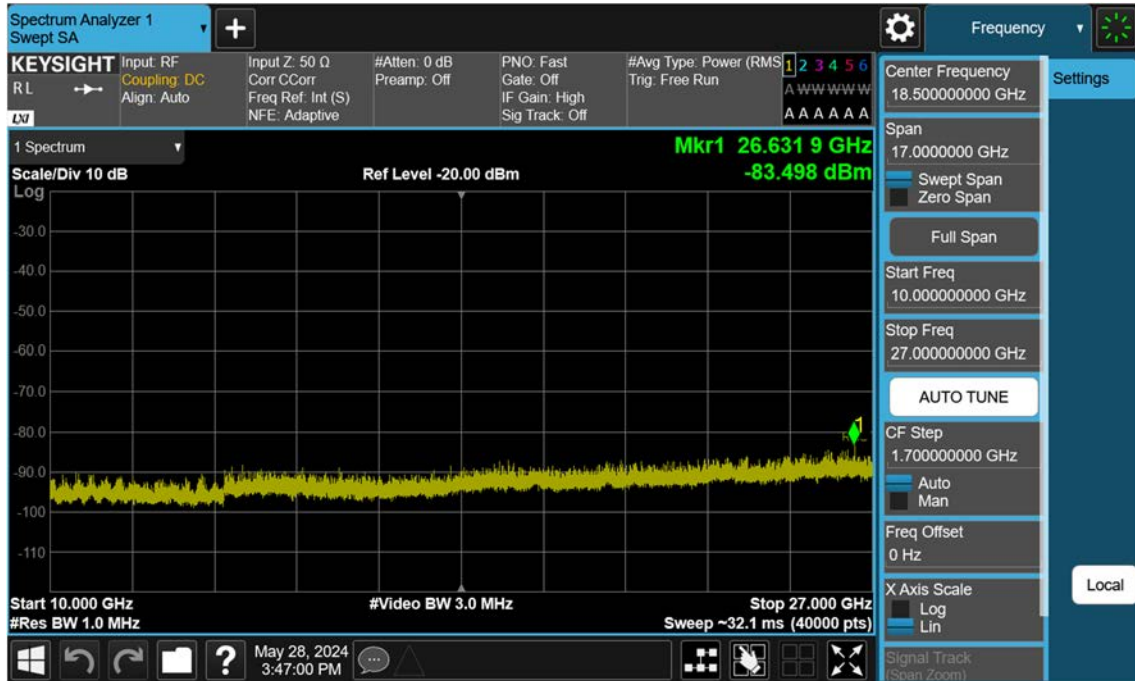 Spectrum Analyzer 1
Swept SA
+
Frequency
KEYSIGHT
R L
LXI
Input: RF
Coupling: DC
Align: Auto
Input Z: 50 Ω
Corr CCorr
Freq Ref: Int (S)
NFE: Adaptive
#Atten: 0 dB
Preamp: Off
PNO: Fast
Gate: Off
IF Gain: High
Sig Track: Off
#Avg Type: Power (RMS
Trig: Free Run
1 2 3 4 5 6
A W W W W W
A A A A A A
1 Spectrum
Mkr1 26.631 9 GHz
Scale/Div 10 dB
Ref Level -20.00 dBm
-83.498 dBm
Log
-30.0
-40.0
-50.0
-60.0
-70.0
-80.0
-90.0
-100
-110
1
Start 10.000 GHz
#Video BW 3.0 MHz
Stop 27.000 GHz
#Res BW 1.0 MHz
Sweep ~32.1 ms (40000 pts)
?
May 28, 2024
3:47:00 PM
Center Frequency
18.500000000 GHz
Settings
Span
17.0000000 GHz
Swept Span
Zero Span
Full Span
Start Freq
10.000000000 GHz
Stop Freq
27.000000000 GHz
AUTO TUNE
CF Step
1.700000000 GHz
Auto
Man
Freq Offset
0 Hz
X Axis Scale
Log
Lin
Local
Signal Track
(Span Zoom)